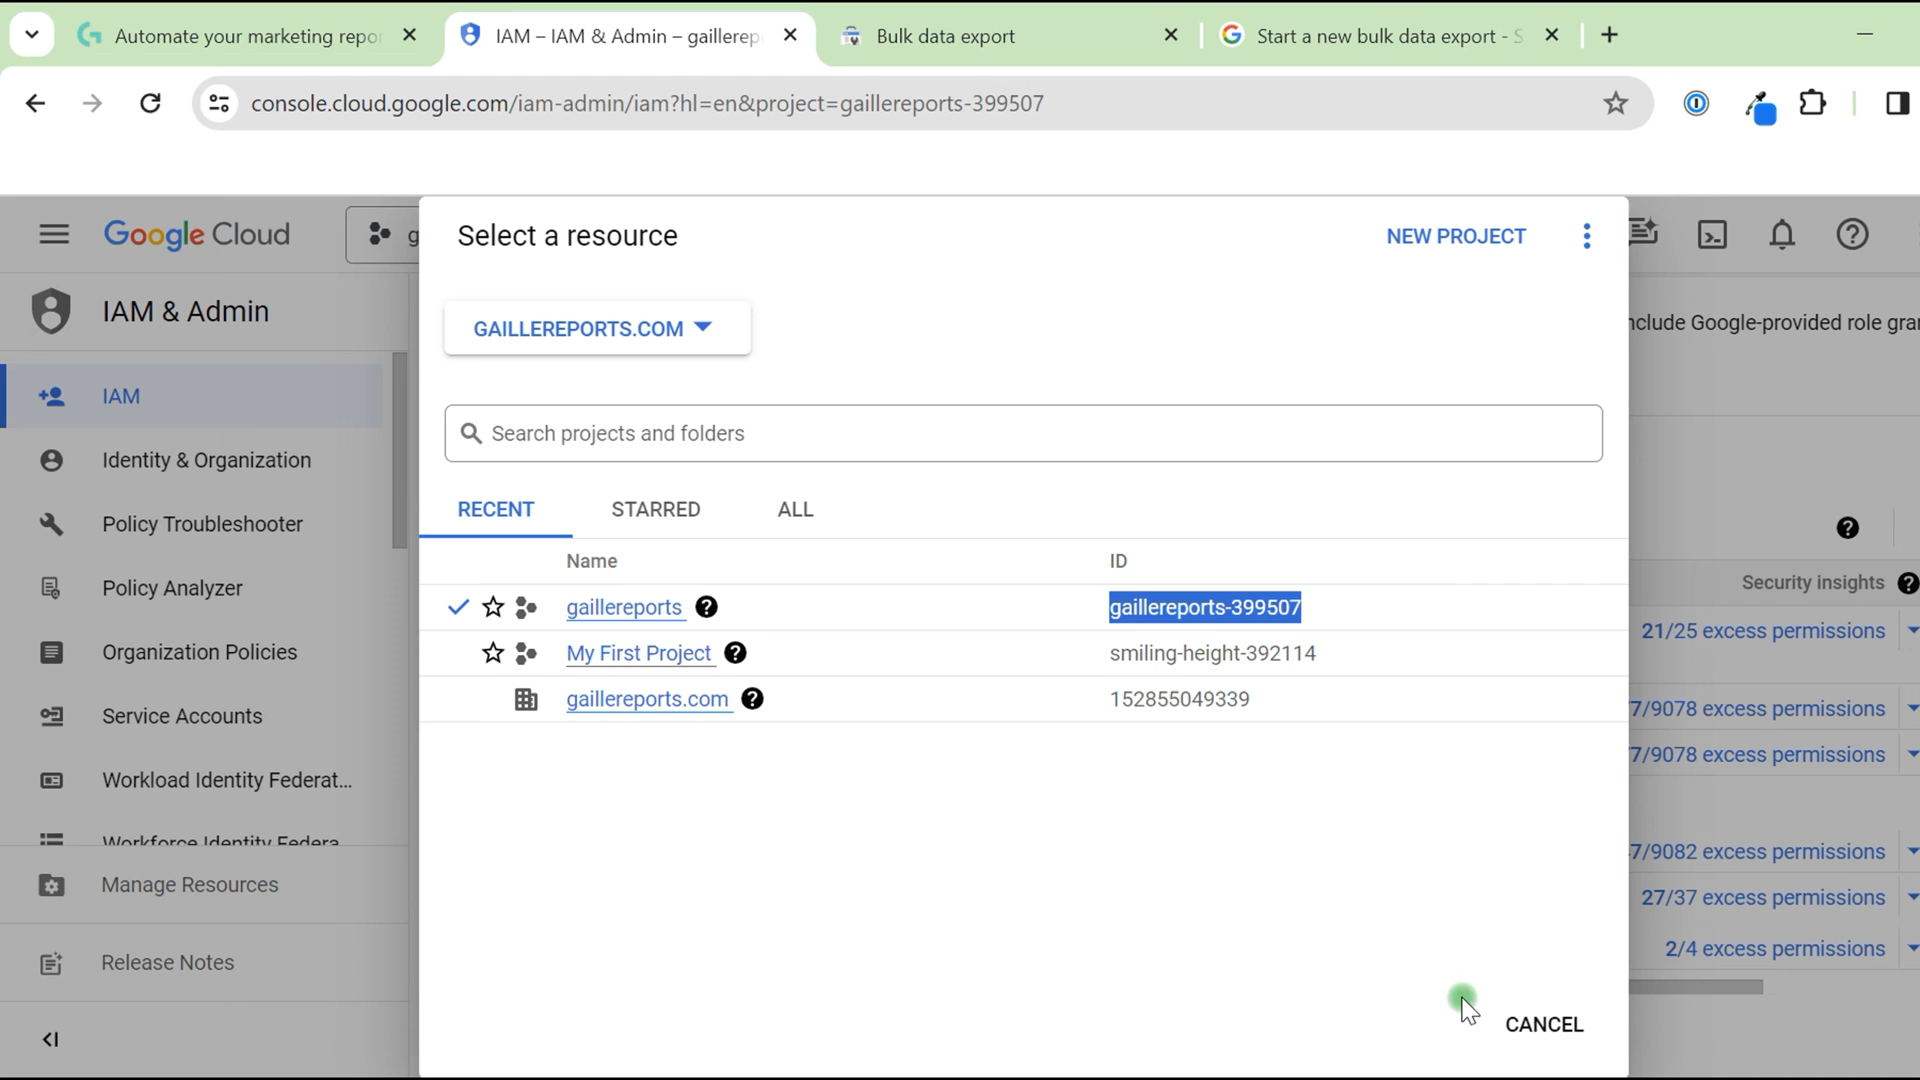 Automate your marketing repo
IAM – IAM & Admin – gaillerep
Bulk data export
Start a new bulk data export - S
console.cloud.google.com/iam-admin/iam?hl=en&project=gaillereports-399507
Google Cloud
g
Select a resource
NEW PROJECT
IAM & Admin
GAILLEREPORTS.COM
nclude Google-provided role gran
IAM
Search projects and folders
Identity & Organization
RECENT
STARRED
ALL
Policy Troubleshooter
Name
ID
Security insights
Policy Analyzer
gaillereports
gaillereports-399507
21/25 excess permissions
My First Project
smiling-height-392114
Organization Policies
gaillereports.com
152855049339
7/9078 excess permissions
Service Accounts
7/9078 excess permissions
Workload Identity Federat...
Workforce Identity Federa
7/9082 excess permissions
Manage Resources
27/37 excess permissions
2/4 excess permissions
Release Notes
CANCEL